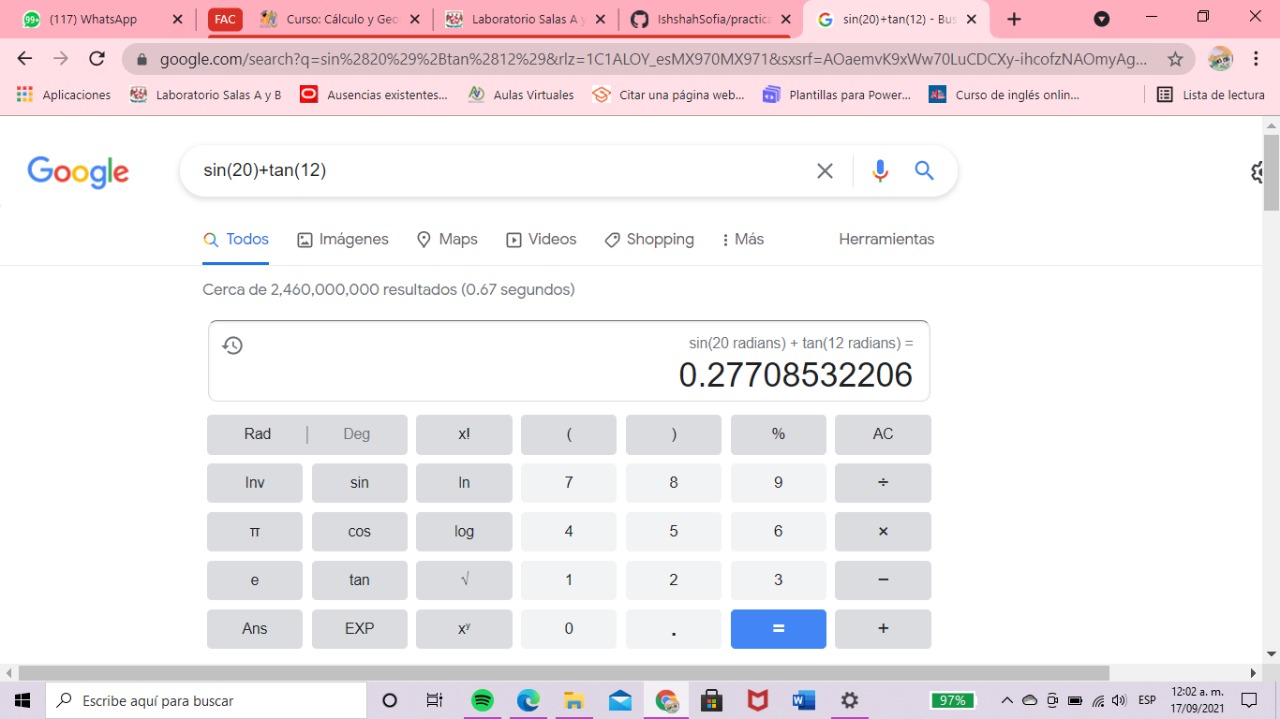 (117) WhatsApp
FAC
Curso: Cálculo y Geo
Laboratorio Salas A y
IshshahSofia/practica
sin(20)+tan(12) - Bus
google.com/search?q=sin%2820%29%2Btan%2812%29&rlz=1C1ALOY_esMX970MX971&sxsrf=AOaemvK9xWw70LuCDCXy-ihcofzNAOmyAg...
Aplicaciones
Laboratorio Salas A y B
Ausencias existentes...
Aulas Virtuales
Citar una página web...
Plantillas para Power...
Curso de inglés onlin...
Lista de lectura
Google
sin(20)+tan(12)
Todos
Imágenes
Maps
Videos
Shopping
Más
Herramientas
Cerca de 2,460,000,000 resultados (0.67 segundos)
sin(20 radians) + tan(12 radians) =
0.27708532206
Rad | Deg x! ( ) % AC
Inv sin ln 7 8 9 ÷
π cos log 4 5 6 ×
e tan √ 1 2 3 −
Ans EXP xʸ 0 . = +
Escribe aquí para buscar
97%
ESP
12:02 a. m.
17/09/2021